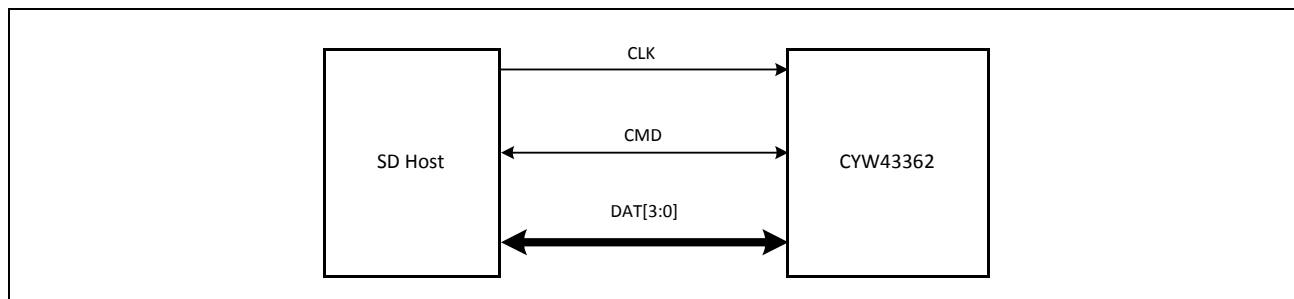 CLK
CMD
SD Host
CYW43362
DAT[3:0]